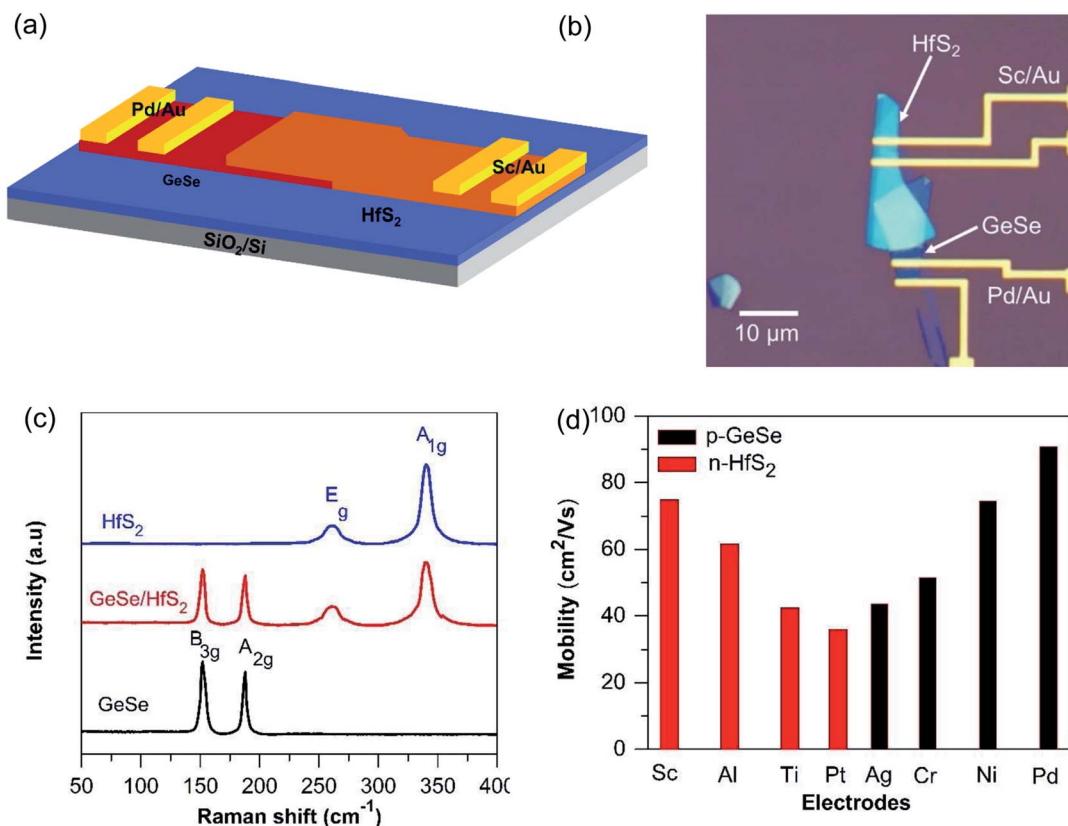 (a)
Pd/Au
Sc/Au
GeSe
HfS₂
SiO₂/Si
(b)
HfS₂
Sc/Au
GeSe
Pd/Au
10 μm
(c)
A₁g
E g
HfS₂
GeSe/HfS₂
B₃g
A₂g
GeSe
Intensity (a.u)
50 100 150 200 250 300 350 400
Raman shift (cm⁻¹)
(d)
p-GeSe
n-HfS₂
100
80
60
40
20
0
Mobility (cm²/Vs)
Sc Al Ti Pt Ag Cr Ni Pd
Electrodes